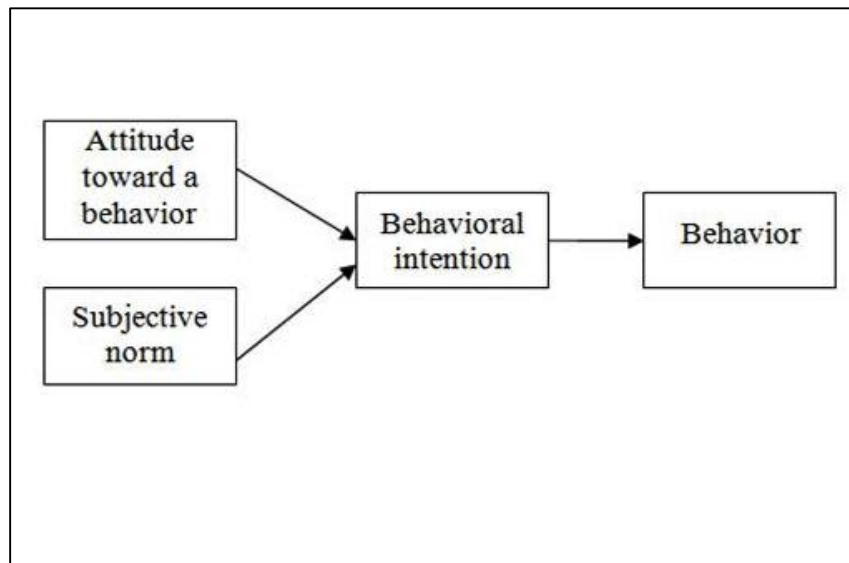 Attitude
toward a
behavior
Subjective
norm
Behavioral
intention
Behavior